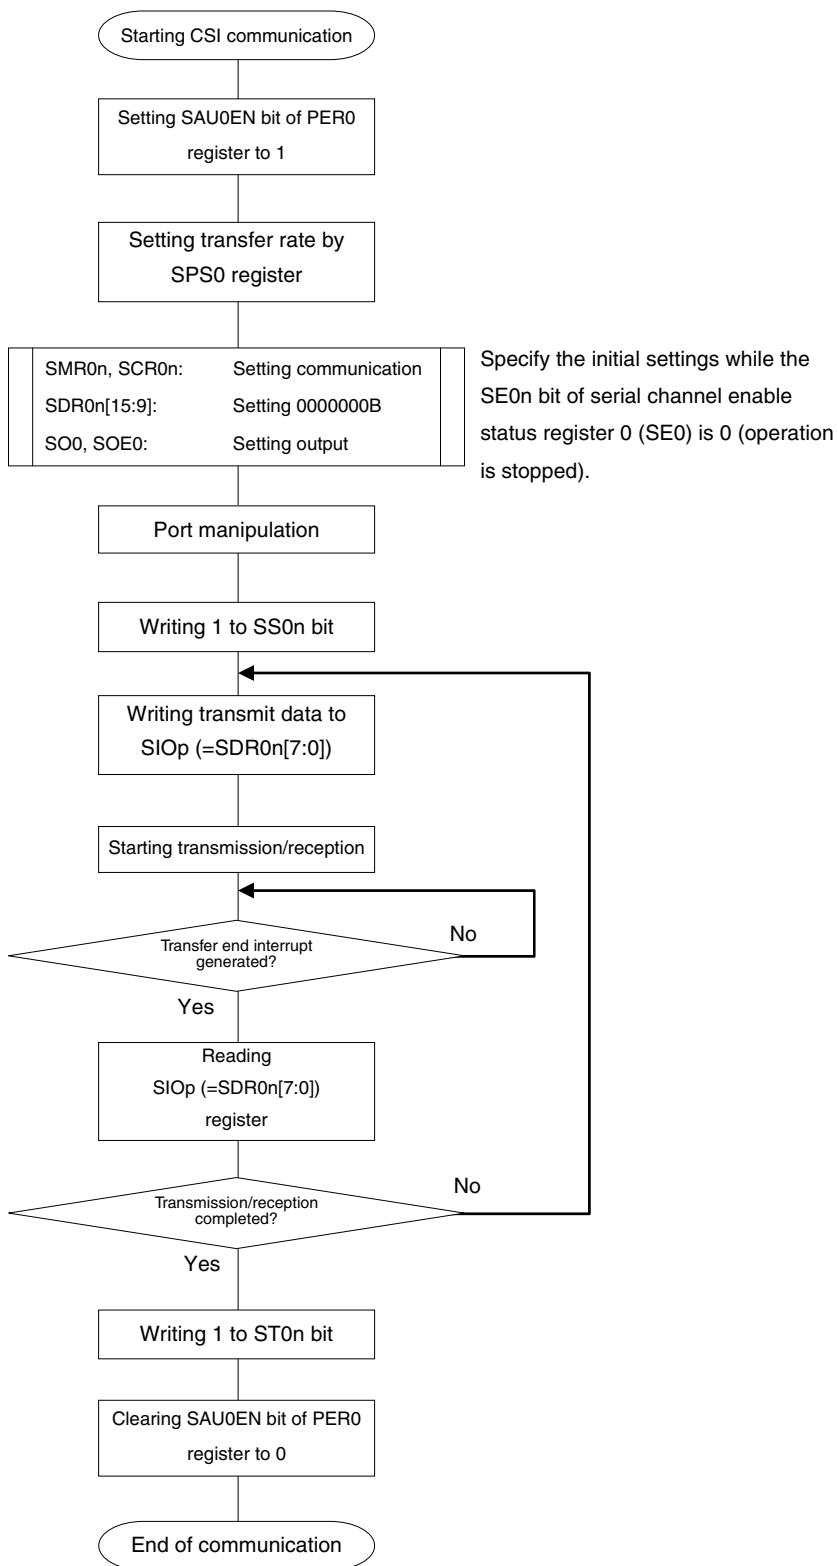 Starting CSI communication
Setting SAU0EN bit of PER0
register to 1
Setting transfer rate by
SPS0 register
SMR0n, SCR0n: Setting communication
SDR0n[15:9]: Setting 0000000B
SO0, SOE0: Setting output
Specify the initial settings while the
SE0n bit of serial channel enable
status register 0 (SE0) is 0 (operation
is stopped).
Port manipulation
Writing 1 to SS0n bit
Writing transmit data to
SIOp (=SDR0n[7:0])
Starting transmission/reception
Transfer end interrupt
generated?
No
Yes
Reading
SIOp (=SDR0n[7:0])
register
Transmission/reception
completed?
No
Yes
Writing 1 to ST0n bit
Clearing SAU0EN bit of PER0
register to 0
End of communication